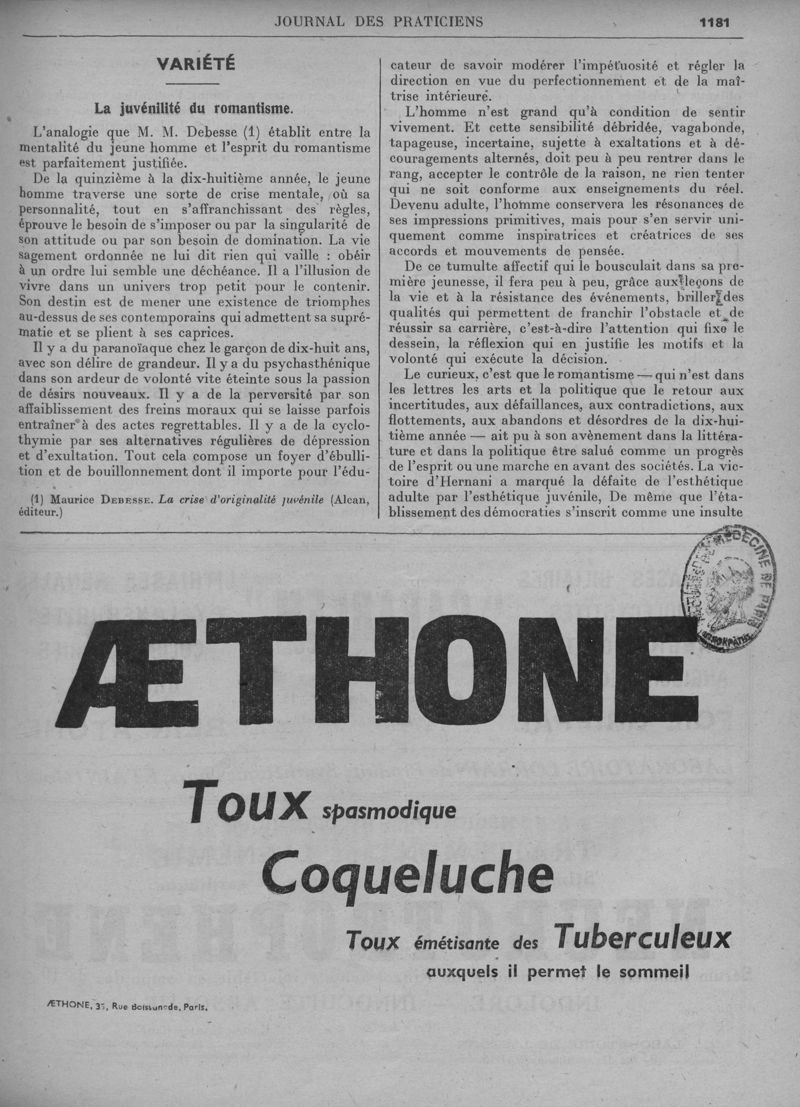 JOURNAL DES PRATICIENS 1181
VARIÉTÉ
La juvénilité du romantisme.
L'analogie que M. M. Debesse (1) établit entre la
mentalité du jeune homme et l'esprit du romantisme
est parfaitement justifiée.
De la quinzième à la dix-huitième année, le jeune
homme traverse une sorte de crise mentale, où sa
personnalité, tout en s'affranchissant des règles,
éprouve le besoin de s'imposer ou par la singularité de
son attitude ou par son besoin de domination. La vie
sagement ordonnée ne lui dit rien qui vaille : obéir
à un ordre lui semble une déchéance. Il a l'illusion de
vivre dans un univers trop petit pour le contenir.
Son destin est de mener une existence de triomphes
au-dessus de ses contemporains qui admettent sa supré-
matie et se plient à ses caprices.
Il y a du paranoïaque chez le garçon de dix-huit ans,
avec son délire de grandeur. Il y a du psychasthénique
dans son ardeur de volonté vite éteinte sous la passion
de désirs nouveaux. Il y a de la perversité par son
affaiblissement des freins moraux qui se laisse parfois
entraîner à des actes regrettables. Il y a de la cyclo-
thymie par ses alternatives régulières de dépression
et d'exultation. Tout cela compose un foyer d'ébulli-
tion et de bouillonnement dont il importe pour l'édu-
(1) Maurice DEBESSE. La crise d'originalité juvénile (Alcan,
éditeur.)
cateur de savoir modérer l'impétuosité et régler la
direction en vue du perfectionnement et de la maî-
trise intérieure.
L'homme n'est grand qu'à condition de sentir
vivement. Et cette sensibilité débridée, vagabonde,
tapageuse, incertaine, sujette à exaltations et à dé-
couragements alternés, doit peu à peu rentrer dans le
rang, accepter le contrôle de la raison, ne rien tenter
qui ne soit conforme aux enseignements du réel.
Devenu adulte, l'homme conservera les résonances de
ses impressions primitives, mais pour s'en servir uni-
quement comme inspiratrices et créatrices de ses
accords et mouvements de pensée.
De ce tumulte affectif qui le bousculait dans sa pre-
mière jeunesse, il fera peu à peu, grâce aux leçons de
la vie et à la résistance des événements, briller des
qualités qui permettent de franchir l'obstacle et de
réussir sa carrière, c'est-à-dire l'attention qui fixe le
dessein, la réflexion qui en justifie les motifs et la
volonté qui exécute la décision.
Le curieux, c'est que le romantisme — qui n'est dans
les lettres les arts et la politique que le retour aux
incertitudes, aux défaillances, aux contradictions, aux
flottements, aux abandons et désordres de la dix-hui-
tième année — ait pu à son avènement dans la littéra-
ture et dans la politique être salué comme un progrès
de l'esprit ou une marche en avant des sociétés. La vic-
toire d'Hernani a marqué la défaite de l'esthétique
adulte par l'esthétique juvénile, De même que l'éta-
blissement des démocraties s'inscrit comme une insulte
MÉDECINE DE PARIS
ÆTHONE
Toux spasmodique
Coqueluche
Toux émétisante des Tuberculeux
auxquels il permet le sommeil
ÆTHONE, Rue Boissonade, Paris.